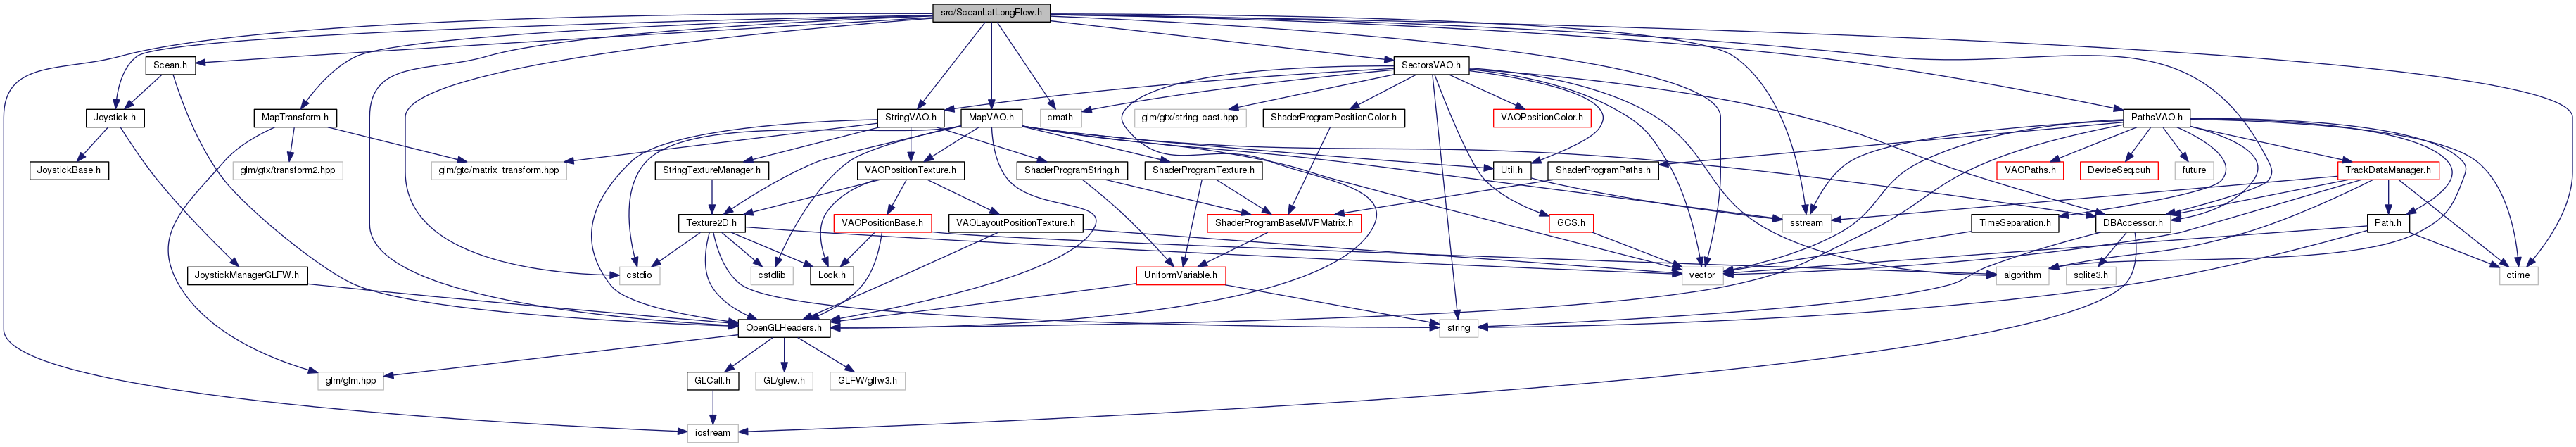 src/SceanLatLongFlow.h
Scean.h
SectorsVAO.h
Joystick.h
MapTransform.h
StringVAO.h
MapVAO.h
cmath
glm/gtx/string_cast.hpp
ShaderProgramPositionColor.h
VAOPositionColor.h
PathsVAO.h
JoystickBase.h
glm/gtx/transform2.hpp
glm/gtc/matrix_transform.hpp
StringTextureManager.h
VAOPositionTexture.h
ShaderProgramString.h
ShaderProgramTexture.h
Util.h
ShaderProgramPaths.h
VAOPaths.h
DeviceSeq.cuh
future
TrackDataManager.h
Texture2D.h
VAOPositionBase.h
VAOLayoutPositionTexture.h
ShaderProgramBaseMVPMatrix.h
GCS.h
sstream
TimeSeparation.h
DBAccessor.h
Path.h
JoystickManagerGLFW.h
cstdio
cstdlib
Lock.h
UniformVariable.h
vector
algorithm
sqlite3.h
ctime
OpenGLHeaders.h
string
glm/glm.hpp
GLCall.h
GL/glew.h
GLFW/glfw3.h
iostream